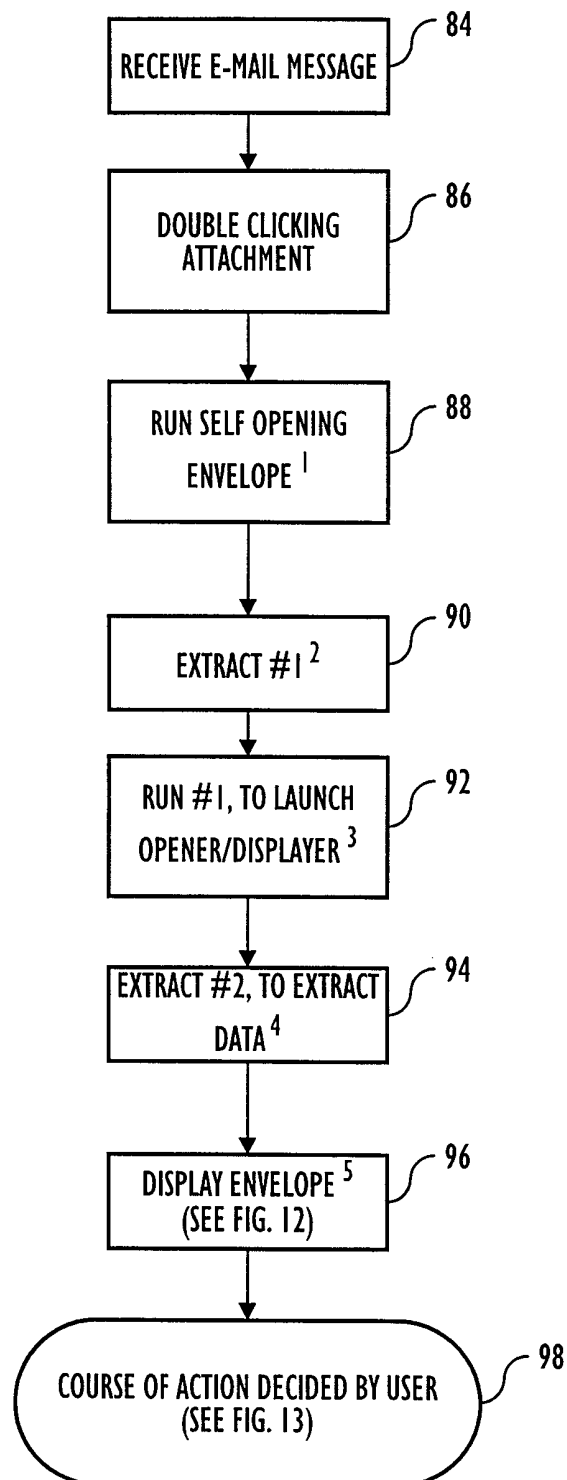 84
RECEIVE E-MAIL MESSAGE
86
DOUBLE CLICKING
ATTACHMENT
88
RUN SELF OPENING
ENVELOPE 1
90
EXTRACT #1 2
92
RUN #1, TO LAUNCH
OPENER/DISPLAYER 3
94
EXTRACT #2, TO EXTRACT
DATA 4
96
DISPLAY ENVELOPE 5
(SEE FIG. 12)
98
COURSE OF ACTION DECIDED BY USER
(SEE FIG. 13)